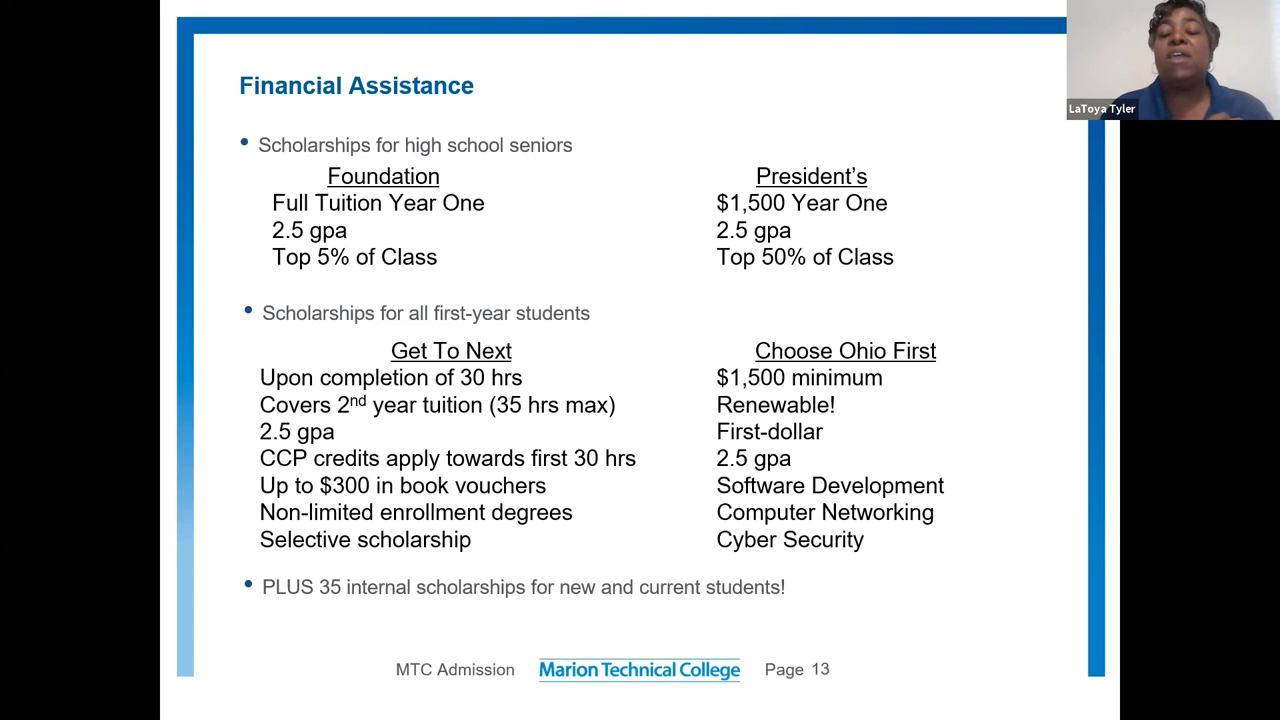 LaToya Tyler
Financial Assistance
• Scholarships for high school seniors
Foundation
Full Tuition Year One
2.5 gpa
Top 5% of Class
President's
$1,500 Year One
2.5 gpa
Top 50% of Class
• Scholarships for all first-year students
Get To Next
Upon completion of 30 hrs
Covers 2nd year tuition (35 hrs max)
2.5 gpa
CCP credits apply towards first 30 hrs
Up to $300 in book vouchers
Non-limited enrollment degrees
Selective scholarship
Choose Ohio First
$1,500 minimum
Renewable!
First-dollar
2.5 gpa
Software Development
Computer Networking
Cyber Security
• PLUS 35 internal scholarships for new and current students!
MTC Admission Marion Technical College Page 13